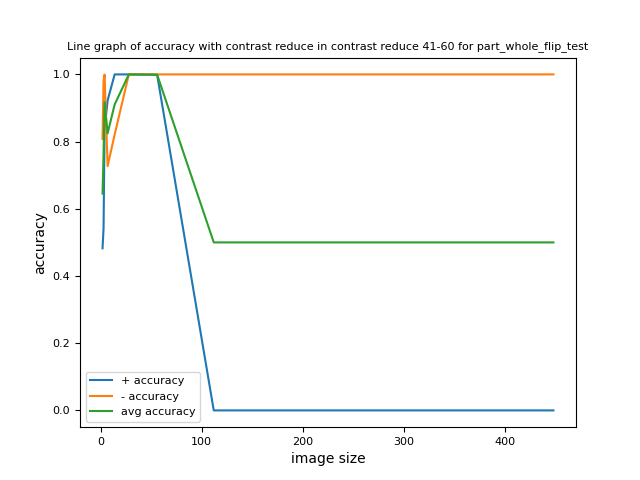 Line graph of accuracy with contrast reduce in contrast reduce 41-60 for part_whole_flip_test
1.0
0.8
0.6
0.4
0.2
0.0
accuracy
+ accuracy
- accuracy
avg accuracy
0 100 200 300 400
image size